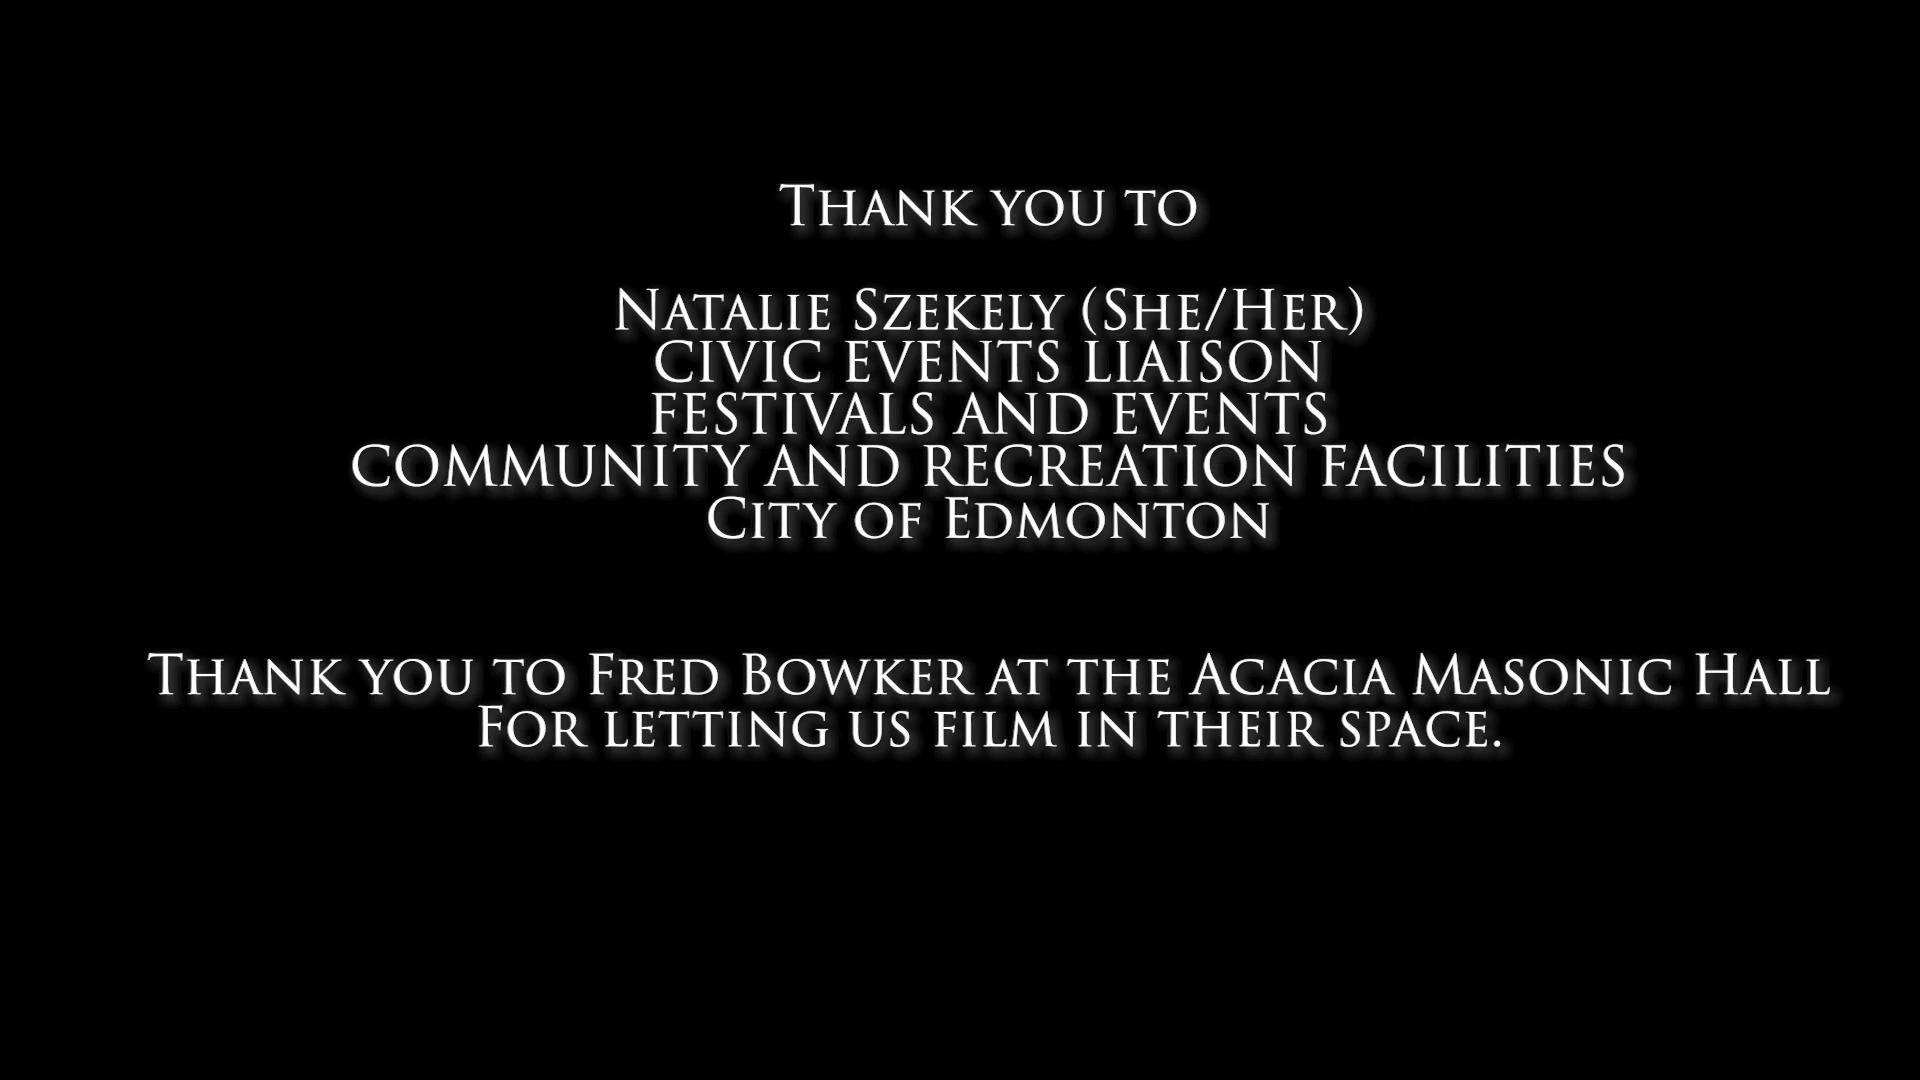 Thank you to
Natalie Szekely (She/Her)
CIVIC EVENTS LIAISON
FESTIVALS AND EVENTS
COMMUNITY AND RECREATION FACILITIES
City of Edmonton
Thank you to Fred Bowker at the Acacia Masonic Hall
For letting us film in their space.